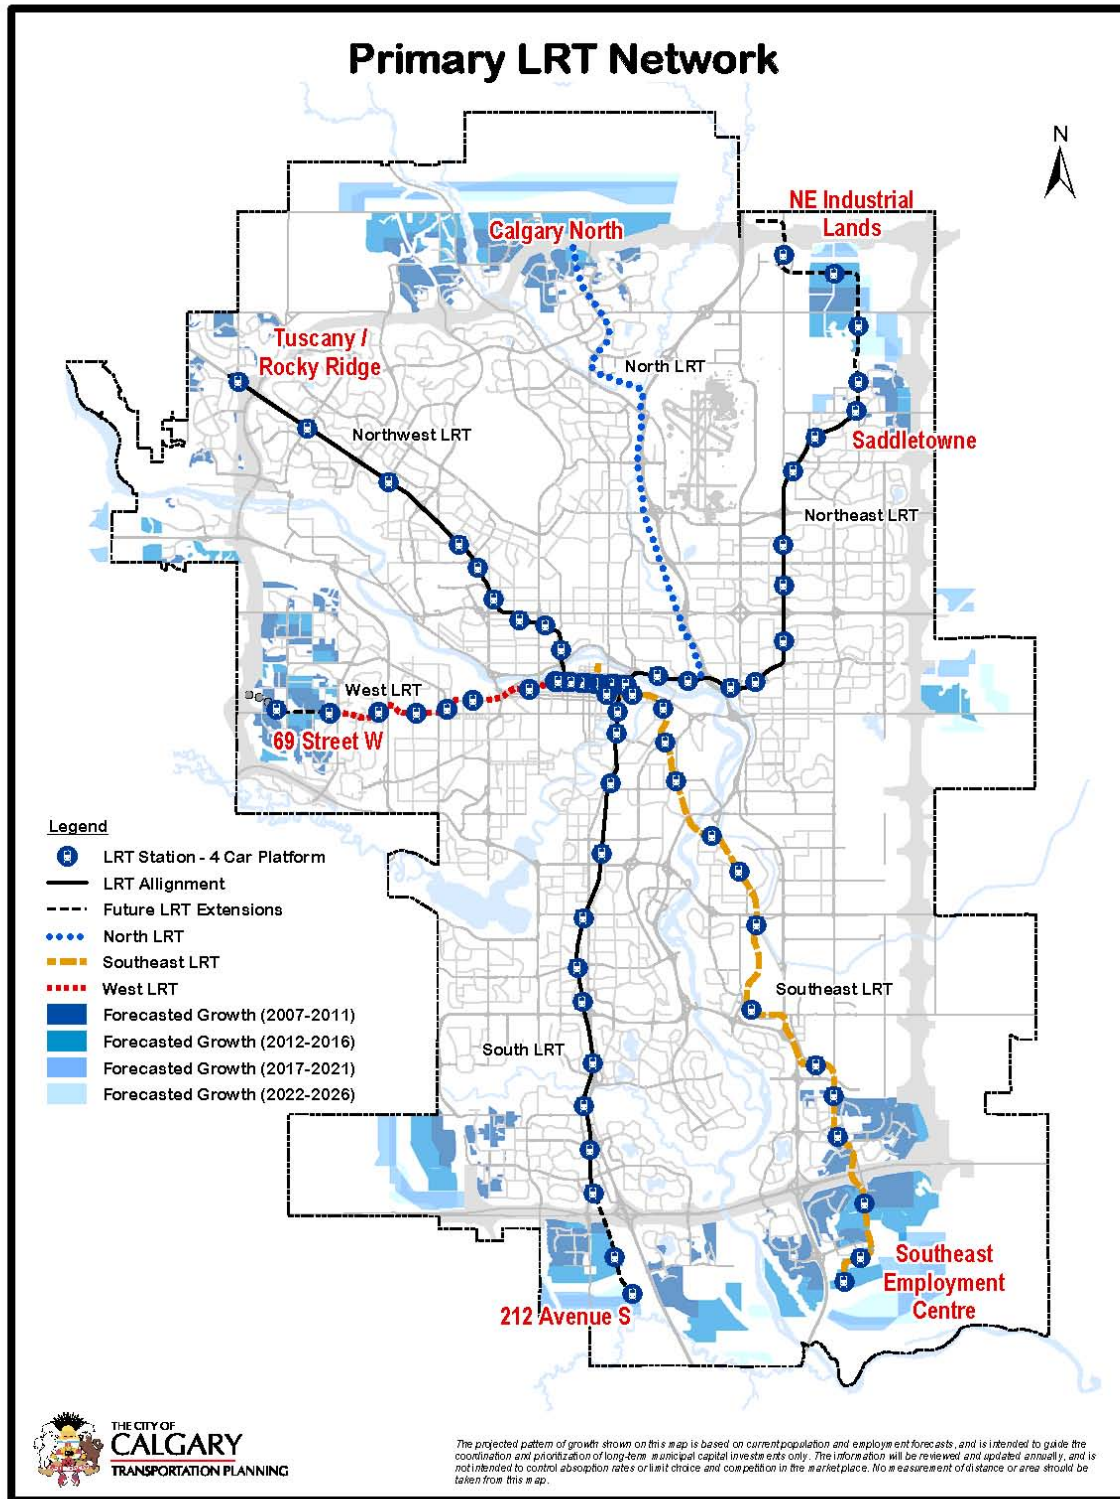 Primary LRT Network
N
NE Industrial
Lands
Calgary North
Tuscany /
Rocky Ridge
North LRT
Northwest LRT
Saddletowne
Northeast LRT
West LRT
69 Street W
Legend
LRT Station - 4 Car Platform
LRT Allignment
Future LRT Extensions
North LRT
Southeast LRT
West LRT
Forecasted Growth (2007-2011)
Forecasted Growth (2012-2016)
Forecasted Growth (2017-2021)
Forecasted Growth (2022-2026)
Southeast LRT
South LRT
Southeast
Employment
Centre
212 Avenue S
THE CITY OF
CALGARY
TRANSPORTATION PLANNING
The projected pattern of growth shown on this map is based on current population and employment forecasts, and is intended to guide the
coordination and prioritization of long-term municipal capital investments only. The information will be reviewed and updated annually, and is
not intended to control absorption rates or limit choice and competition in the marketplace. No measurement of distance or area should be
taken from this map.